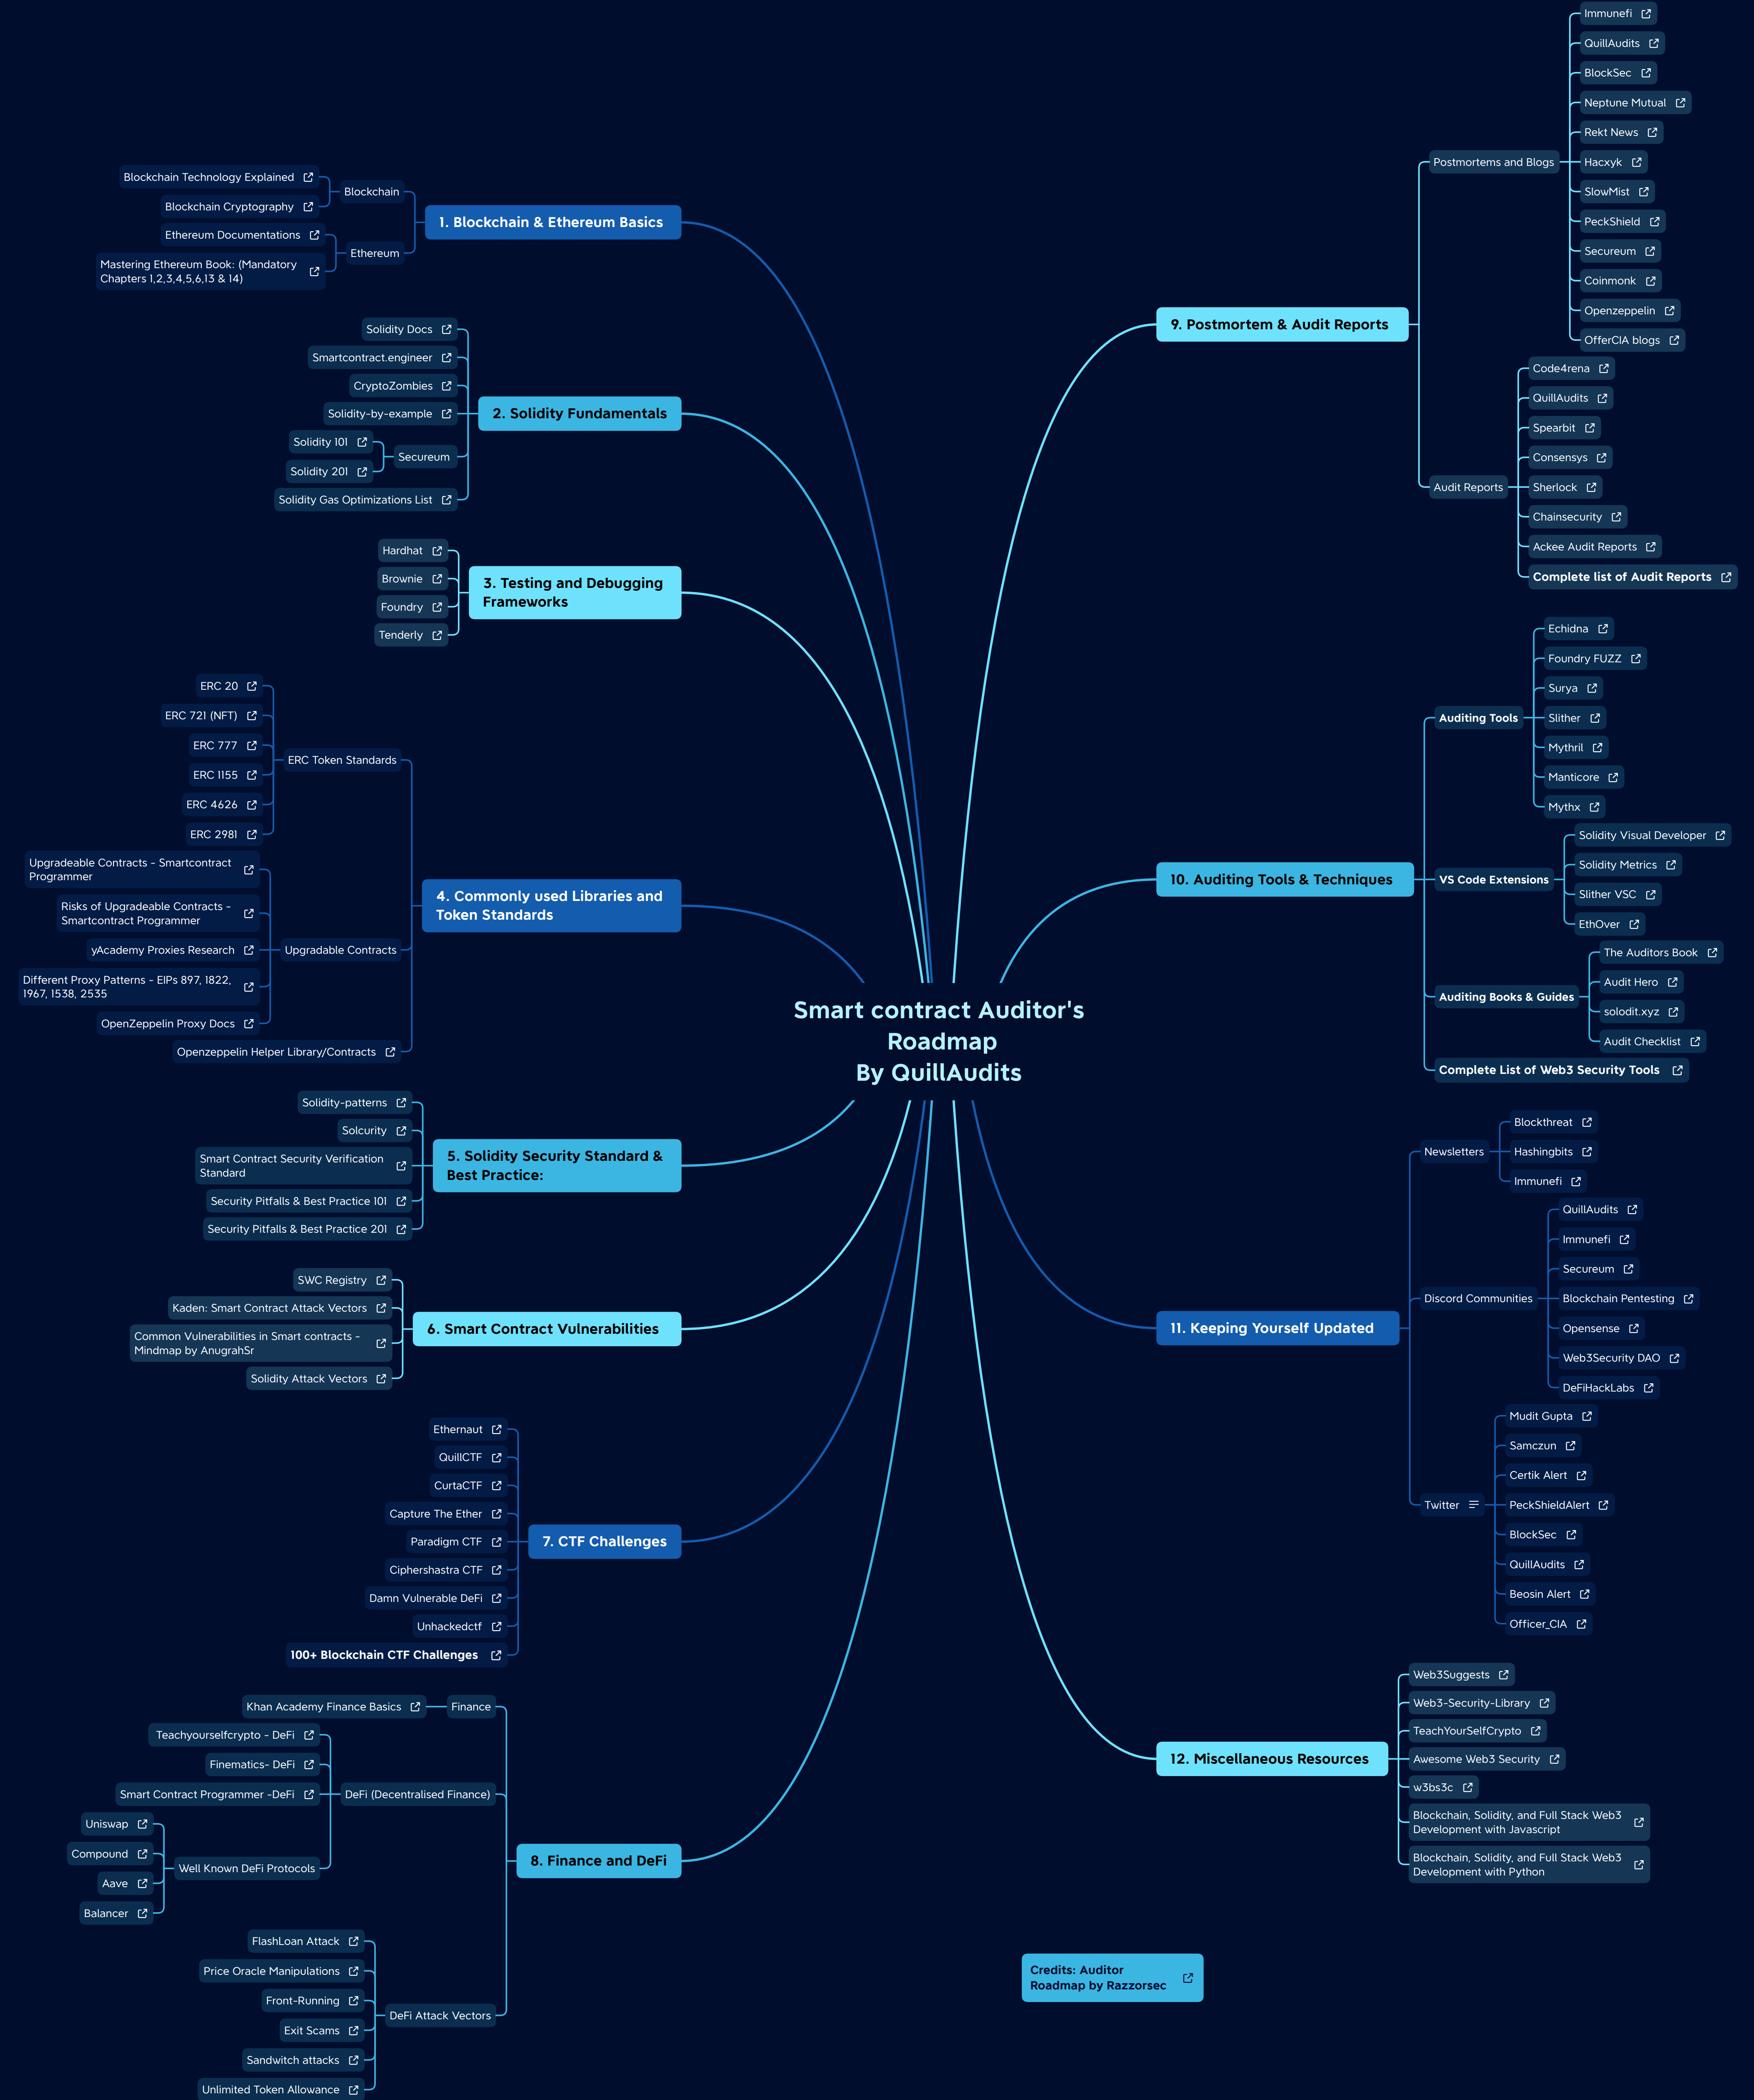 Smart contract Auditor's
Roadmap
By QuillAudits
1. Blockchain & Ethereum Basics
Blockchain
Blockchain Technology Explained
Blockchain Cryptography
Ethereum
Ethereum Documentations
Mastering Ethereum Book: (Mandatory
Chapters 1,2,3,4,5,6,13 & 14)
2. Solidity Fundamentals
Solidity Docs
Smartcontract.engineer
CryptoZombies
Solidity-by-example
Secureum
Solidity 101
Solidity 201
Solidity Gas Optimizations List
3. Testing and Debugging
Frameworks
Hardhat
Brownie
Foundry
Tenderly
4. Commonly used Libraries and
Token Standards
ERC Token Standards
ERC 20
ERC 721 (NFT)
ERC 777
ERC 1155
ERC 4626
ERC 2981
Upgradable Contracts
Upgradeable Contracts - Smartcontract
Programmer
Risks of Upgradeable Contracts -
Smartcontract Programmer
yAcademy Proxies Research
Different Proxy Patterns - EIPs 897, 1822,
1967, 1538, 2535
OpenZeppelin Proxy Docs
Openzeppelin Helper Library/Contracts
5. Solidity Security Standard &
Best Practice:
Solidity-patterns
Solcurity
Smart Contract Security Verification
Standard
Security Pitfalls & Best Practice 101
Security Pitfalls & Best Practice 201
6. Smart Contract Vulnerabilities
SWC Registry
Kaden: Smart Contract Attack Vectors
Common Vulnerabilities in Smart contracts -
Mindmap by AnugrahSr
Solidity Attack Vectors
7. CTF Challenges
Ethernaut
QuillCTF
CurtaCTF
Capture The Ether
Paradigm CTF
Ciphershastra CTF
Damn Vulnerable DeFi
Unhackedctf
100+ Blockchain CTF Challenges
8. Finance and DeFi
Finance
Khan Academy Finance Basics
DeFi (Decentralised Finance)
Teachyourselfcrypto - DeFi
Finematics- DeFi
Smart Contract Programmer -DeFi
Well Known DeFi Protocols
Uniswap
Compound
Aave
Balancer
DeFi Attack Vectors
FlashLoan Attack
Price Oracle Manipulations
Front-Running
Exit Scams
Sandwitch attacks
Unlimited Token Allowance
9. Postmortem & Audit Reports
Postmortems and Blogs
Immunefi
QuillAudits
BlockSec
Neptune Mutual
Rekt News
Hacxyk
SlowMist
PeckShield
Secureum
Coinmonk
Openzeppelin
OfferCIA blogs
Audit Reports
Code4rena
QuillAudits
Spearbit
Consensys
Sherlock
Chainsecurity
Ackee Audit Reports
Complete list of Audit Reports
10. Auditing Tools & Techniques
Auditing Tools
Echidna
Foundry FUZZ
Surya
Slither
Mythril
Manticore
Mythx
VS Code Extensions
Solidity Visual Developer
Solidity Metrics
Slither VSC
EthOver
Auditing Books & Guides
The Auditors Book
Audit Hero
solodit.xyz
Audit Checklist
Complete List of Web3 Security Tools
11. Keeping Yourself Updated
Newsletters
Blockthreat
Hashingbits
Immunefi
Discord Communities
QuillAudits
Immunefi
Secureum
Blockchain Pentesting
Opensense
Web3Security DAO
DeFiHackLabs
Twitter
Mudit Gupta
Samczun
Certik Alert
PeckShieldAlert
BlockSec
QuillAudits
Beosin Alert
Officer_CIA
12. Miscellaneous Resources
Web3Suggests
Web3-Security-Library
TeachYourSelfCrypto
Awesome Web3 Security
w3bs3c
Blockchain, Solidity, and Full Stack Web3
Development with Javascript
Blockchain, Solidity, and Full Stack Web3
Development with Python
Credits: Auditor
Roadmap by Razzorsec